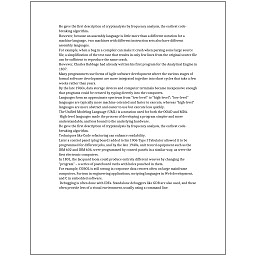 He gave the first description of cryptanalysis by frequency analysis, the earliest code-
breaking algorithm.
However, because an assembly language is little more than a different notation for a
machine language, two machines with different instruction sets also have different
assembly languages.
For example, when a bug in a compiler can make it crash when parsing some large source
file, a simplification of the test case that results in only few lines from the original source file
can be sufficient to reproduce the same crash.
However, Charles Babbage had already written his first program for the Analytical Engine in
1837.
Many programmers use forms of Agile software development where the various stages of
formal software development are more integrated together into short cycles that take a few
weeks rather than years.
By the late 1960s, data storage devices and computer terminals became inexpensive enough
that programs could be created by typing directly into the computers.
Languages form an approximate spectrum from "low-level" to "high-level"; "low-level"
languages are typically more machine-oriented and faster to execute, whereas "high-level"
languages are more abstract and easier to use but execute less quickly.
The Unified Modeling Language (UML) is a notation used for both the OOAD and MDA.
High-level languages made the process of developing a program simpler and more
understandable, and less bound to the underlying hardware.
He gave the first description of cryptanalysis by frequency analysis, the earliest code-
breaking algorithm.
Techniques like Code refactoring can enhance readability.
Later a control panel (plug board) added to his 1906 Type I Tabulator allowed it to be
programmed for different jobs, and by the late 1940s, unit record equipment such as the
IBM 602 and IBM 604, were programmed by control panels in a similar way, as were the
first electronic computers.
In 1801, the Jacquard loom could produce entirely different weaves by changing the
"program" - a series of pasteboard cards with holes punched in them.
For example, COBOL is still strong in corporate data centers often on large mainframe
computers, Fortran in engineering applications, scripting languages in Web development,
and C in embedded software.
Debugging is often done with IDEs. Standalone debuggers like GDB are also used, and these
often provide less of a visual environment, usually using a command line.